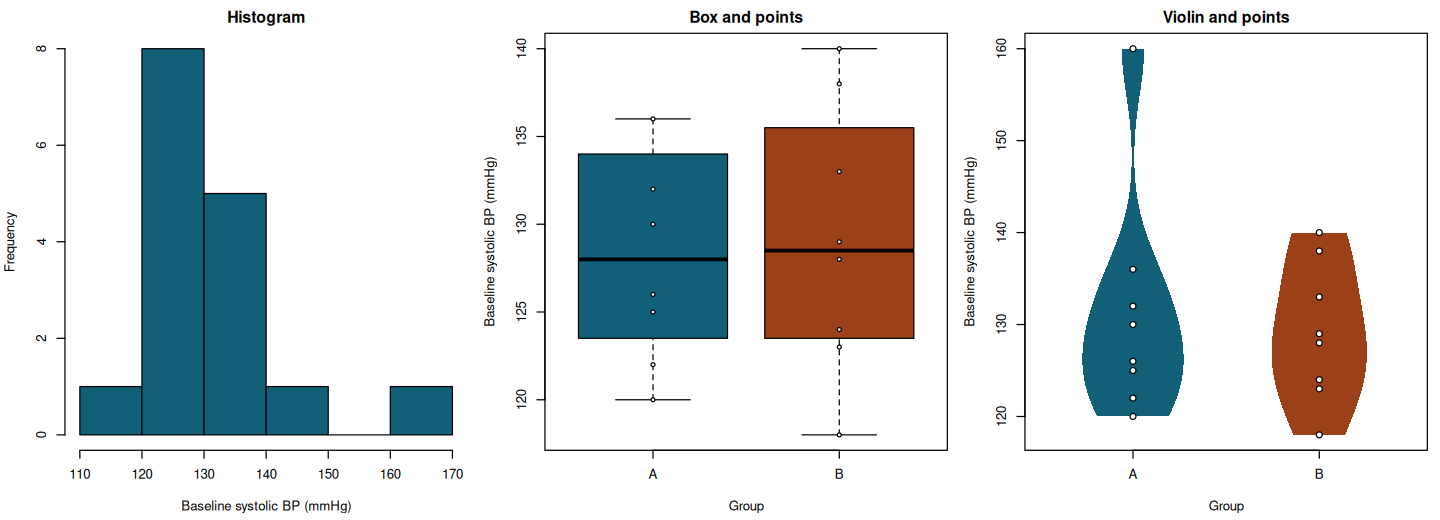 Histogram
Frequency
8
6
4
2
0
110 120 130 140 150 160 170
Baseline systolic BP (mmHg)
Box and points
Baseline systolic BP (mmHg)
140
135
130
125
120
A B
Group
Violin and points
Baseline systolic BP (mmHg)
160
150
140
130
120
A B
Group